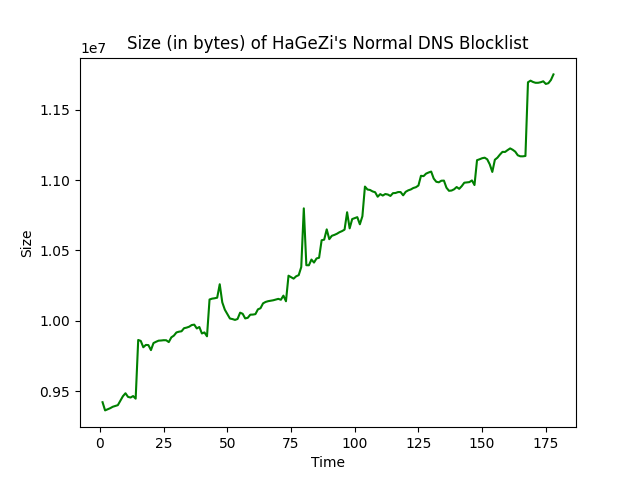 Size (in bytes) of HaGeZi's Normal DNS Blocklist
1e7
1.15
1.10
1.05
1.00
0.95
Size
0 25 50 75 100 125 150 175
Time